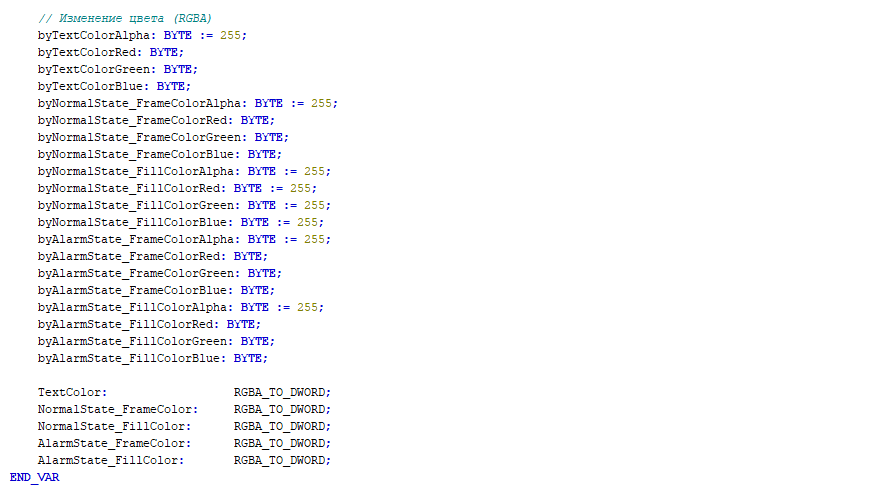 // Изменение цвета (RGBA)
byTextColorAlpha: BYTE := 255;
byTextColorRed: BYTE;
byTextColorGreen: BYTE;
byTextColorBlue: BYTE;
byNormalState_FrameColorAlpha: BYTE := 255;
byNormalState_FrameColorRed: BYTE;
byNormalState_FrameColorGreen: BYTE;
byNormalState_FrameColorBlue: BYTE;
byNormalState_FillColorAlpha: BYTE := 255;
byNormalState_FillColorRed: BYTE := 255;
byNormalState_FillColorGreen: BYTE := 255;
byNormalState_FillColorBlue: BYTE := 255;
byAlarmState_FrameColorAlpha: BYTE := 255;
byAlarmState_FrameColorRed: BYTE;
byAlarmState_FrameColorGreen: BYTE;
byAlarmState_FrameColorBlue: BYTE;
byAlarmState_FillColorAlpha: BYTE := 255;
byAlarmState_FillColorRed: BYTE;
byAlarmState_FillColorGreen: BYTE;
byAlarmState_FillColorBlue: BYTE;
TextColor: RGBA_TO_DWORD;
NormalState_FrameColor: RGBA_TO_DWORD;
NormalState_FillColor: RGBA_TO_DWORD;
AlarmState_FrameColor: RGBA_TO_DWORD;
AlarmState_FillColor: RGBA_TO_DWORD;
END_VAR